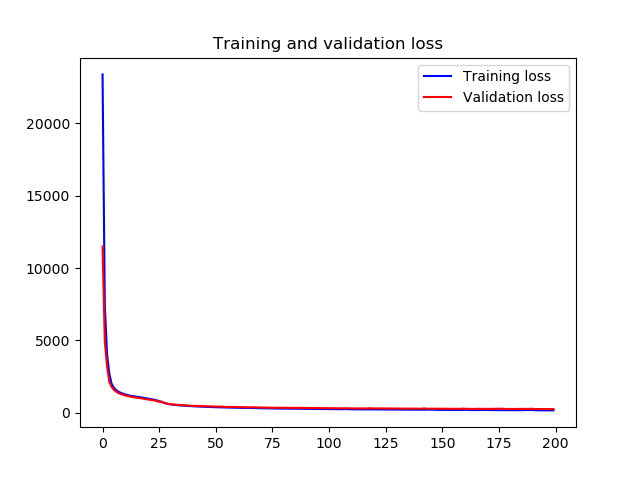 Training and validation loss
Training loss
Validation loss
20000
15000
10000
5000
0
0 25 50 75 100 125 150 175 200